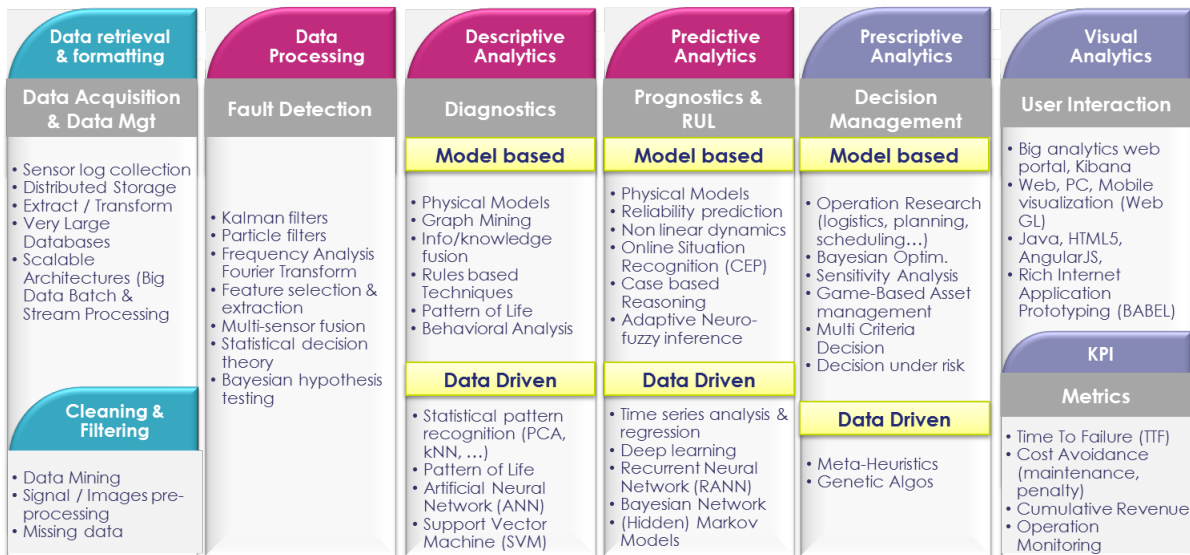 Data retrieval
& formatting
Data Acquisition
& Data Mgt
• Sensor log collection
• Distributed Storage
• Extract / Transform
• Very Large
Databases
• Scalable
Architectures (Big
Data Batch &
Stream Processing
Cleaning &
Filtering
• Data Mining
• Signal / Images pre-
processing
• Missing data
Data
Processing
Fault Detection
• Kalman filters
• Particle filters
• Frequency Analysis
Fourier Transform
• Feature selection &
extraction
• Multi-sensor fusion
• Statistical decision
theory
• Bayesian hypothesis
testing
Descriptive
Analytics
Diagnostics
Model based
• Physical Models
• Graph Mining
• Info/knowledge
fusion
• Rules based
Techniques
• Pattern of Life
• Behavioral Analysis
Data Driven
• Statistical pattern
recognition (PCA,
kNN, ...)
• Pattern of Life
• Artificial Neural
Network (ANN)
• Support Vector
Machine (SVM)
Predictive
Analytics
Prognostics &
RUL
Model based
• Physical Models
• Reliability prediction
• Non linear dynamics
• Online Situation
Recognition (CEP)
• Case based
Reasoning
• Adaptive Neuro-
fuzzy inference
Data Driven
• Time series analysis &
regression
• Deep learning
• Recurrent Neural
Network (RANN)
• Bayesian Network
• (Hidden) Markov
Models
Prescriptive
Analytics
Decision
Management
Model based
• Operation Research
(logistics, planning,
scheduling...)
• Bayesian Optim.
• Sensitivity Analysis
• Game-Based Asset
management
• Multi Criteria
Decision
• Decision under risk
Data Driven
• Meta-Heuristics
• Genetic Algos
Visual
Analytics
User Interaction
• Big analytics web
portal, Kibana
• Web, PC, Mobile
visualization (Web
GL)
• Java, HTML5,
AngularJS,
• Rich Internet
Application
Prototyping (BABEL)
KPI
Metrics
• Time To Failure (TTF)
• Cost Avoidance
(maintenance,
penalty)
• Cumulative Revenue
• Operation
Monitoring